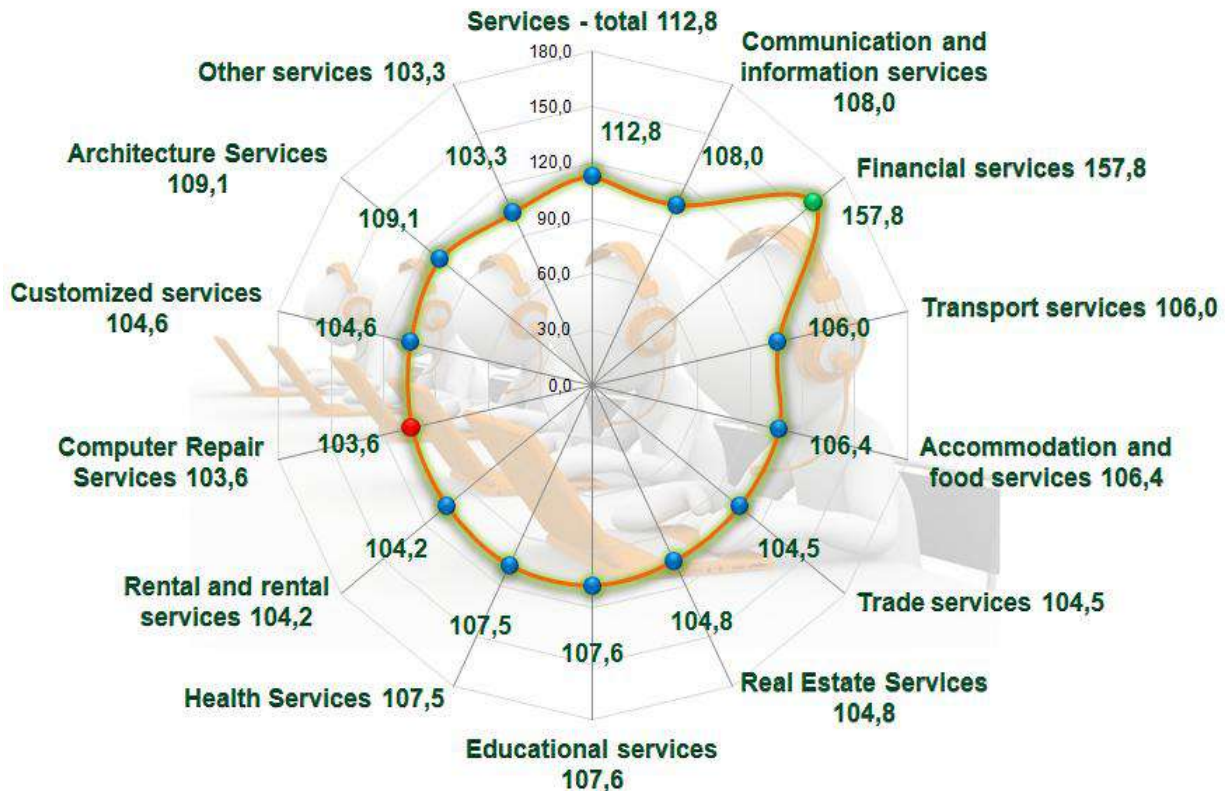 Services - total 112,8
Communication and
information services
108,0
Financial services 157,8
Transport services 106,0
Accommodation and
food services 106,4
Trade services 104,5
Real Estate Services
104,8
Educational services
107,6
Health Services 107,5
Rental and rental
services 104,2
Computer Repair
Services 103,6
Customized services
104,6
Architecture Services
109,1
Other services 103,3
180,0
150,0
120,0
90,0
60,0
30,0
0,0
112,8
108,0
157,8
106,0
106,4
104,5
104,8
107,6
107,5
104,2
103,6
104,6
109,1
103,3